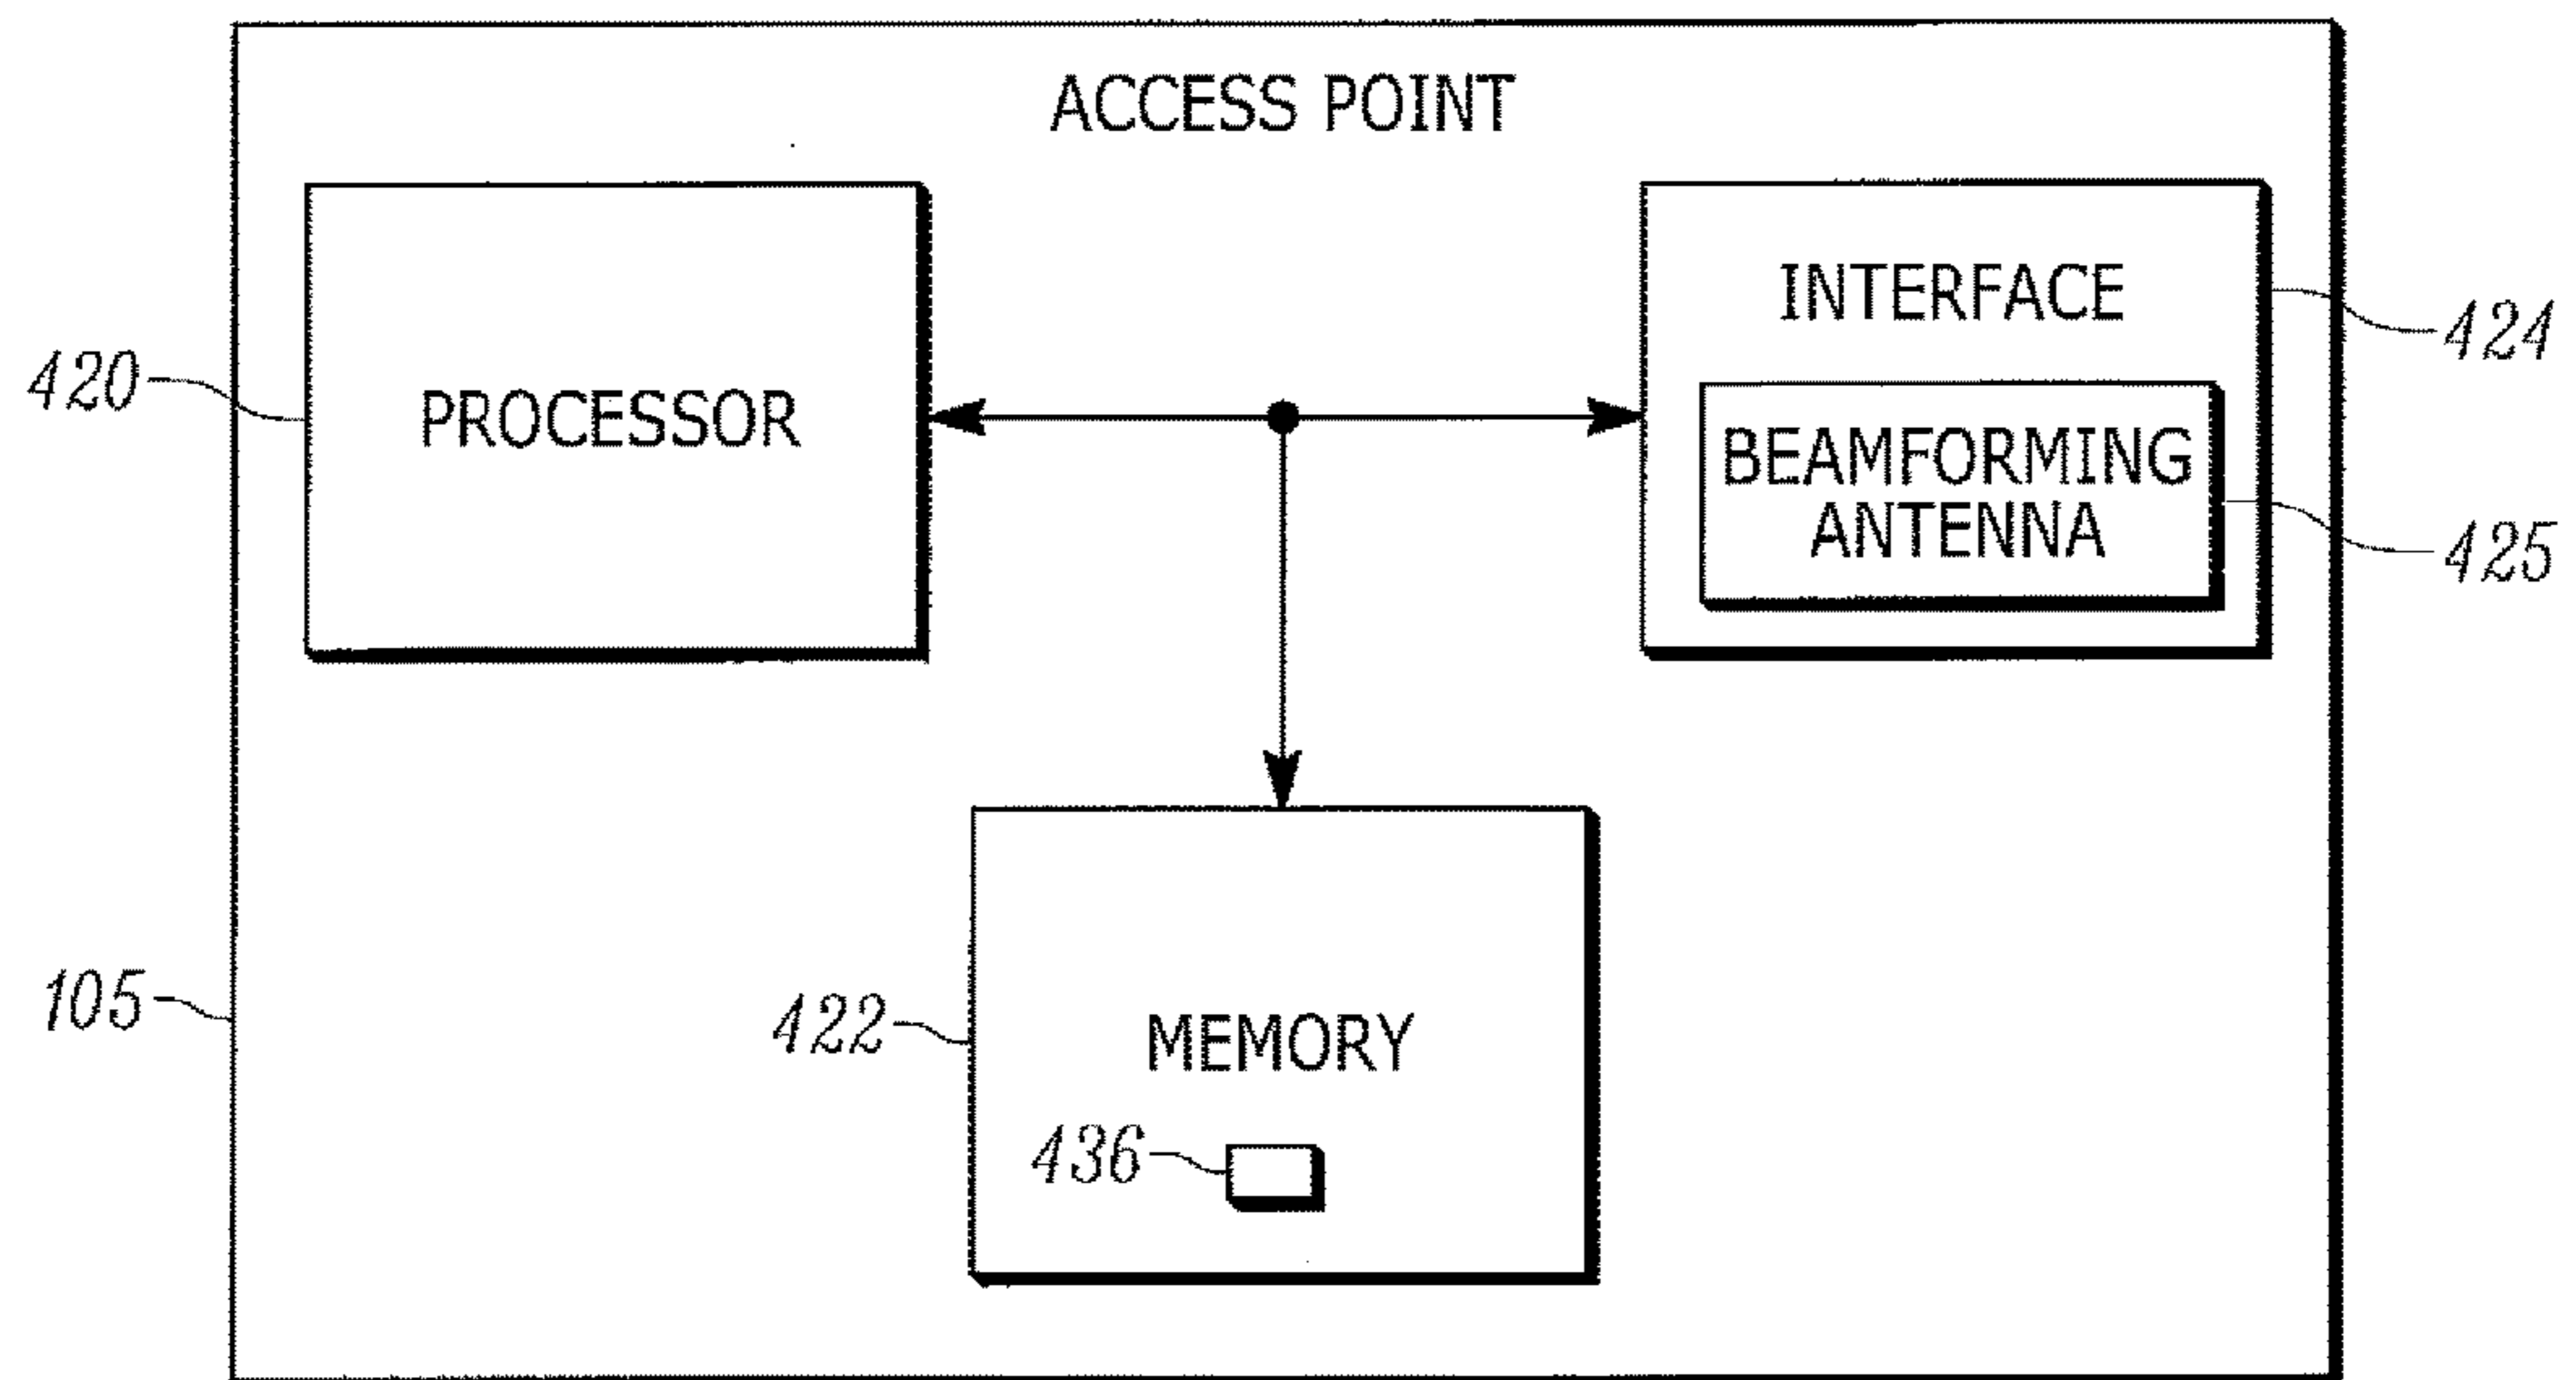 ACCESS POINT
420
PROCESSOR
INTERFACE
424
BEAMFORMING
ANTENNA
425
105
422
MEMORY
436